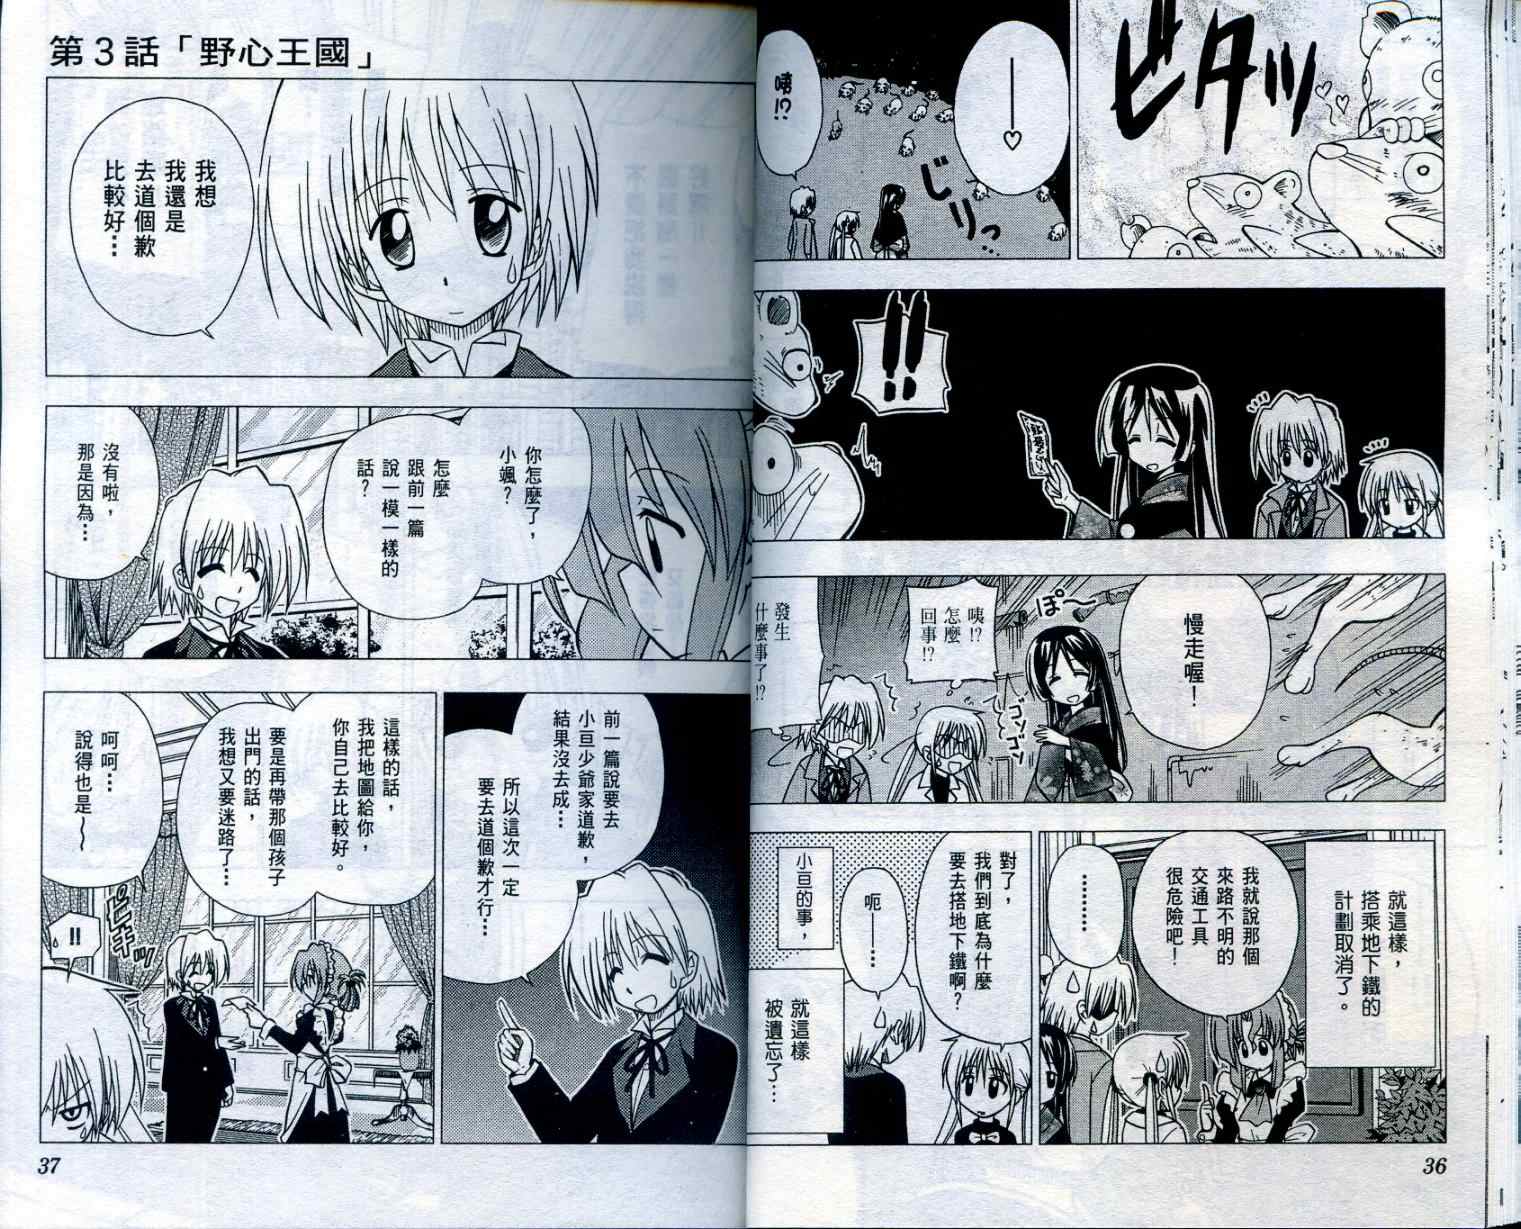 ピタッ
——♡
咦!?
じりっ
!!
慢走喔！
ぽ～
ゴソ
ゴソ
咦!?
怎麼
回事!?
發生
什麼事了!?
就這樣，
搭乘地下鐵的
計劃取消了。
我就說那個
來路不明的
交通工具
很危險吧！
………
對了，
我們到底為什麼
要去搭地下鐵啊？
呃——…
小亘的事，
就這樣
被遺忘了…
36
第3話「野心王國」
我想
我還是
去道個歉
比較好…
你怎麼了，
小颯？
怎麼
跟前一篇
說一模一樣的
話？
沒有啦，
那是因為…
前一篇說要去
小亘少爺家道歉，
結果沒去成…
所以這次一定
要去道個歉才行…
這樣的話，
我把地圖給你，
你自己去比較好。
要是再帶那個孩子
出門的話，
我想又要迷路了…
呵呵…
說得也是～
ピキッ
!!
37